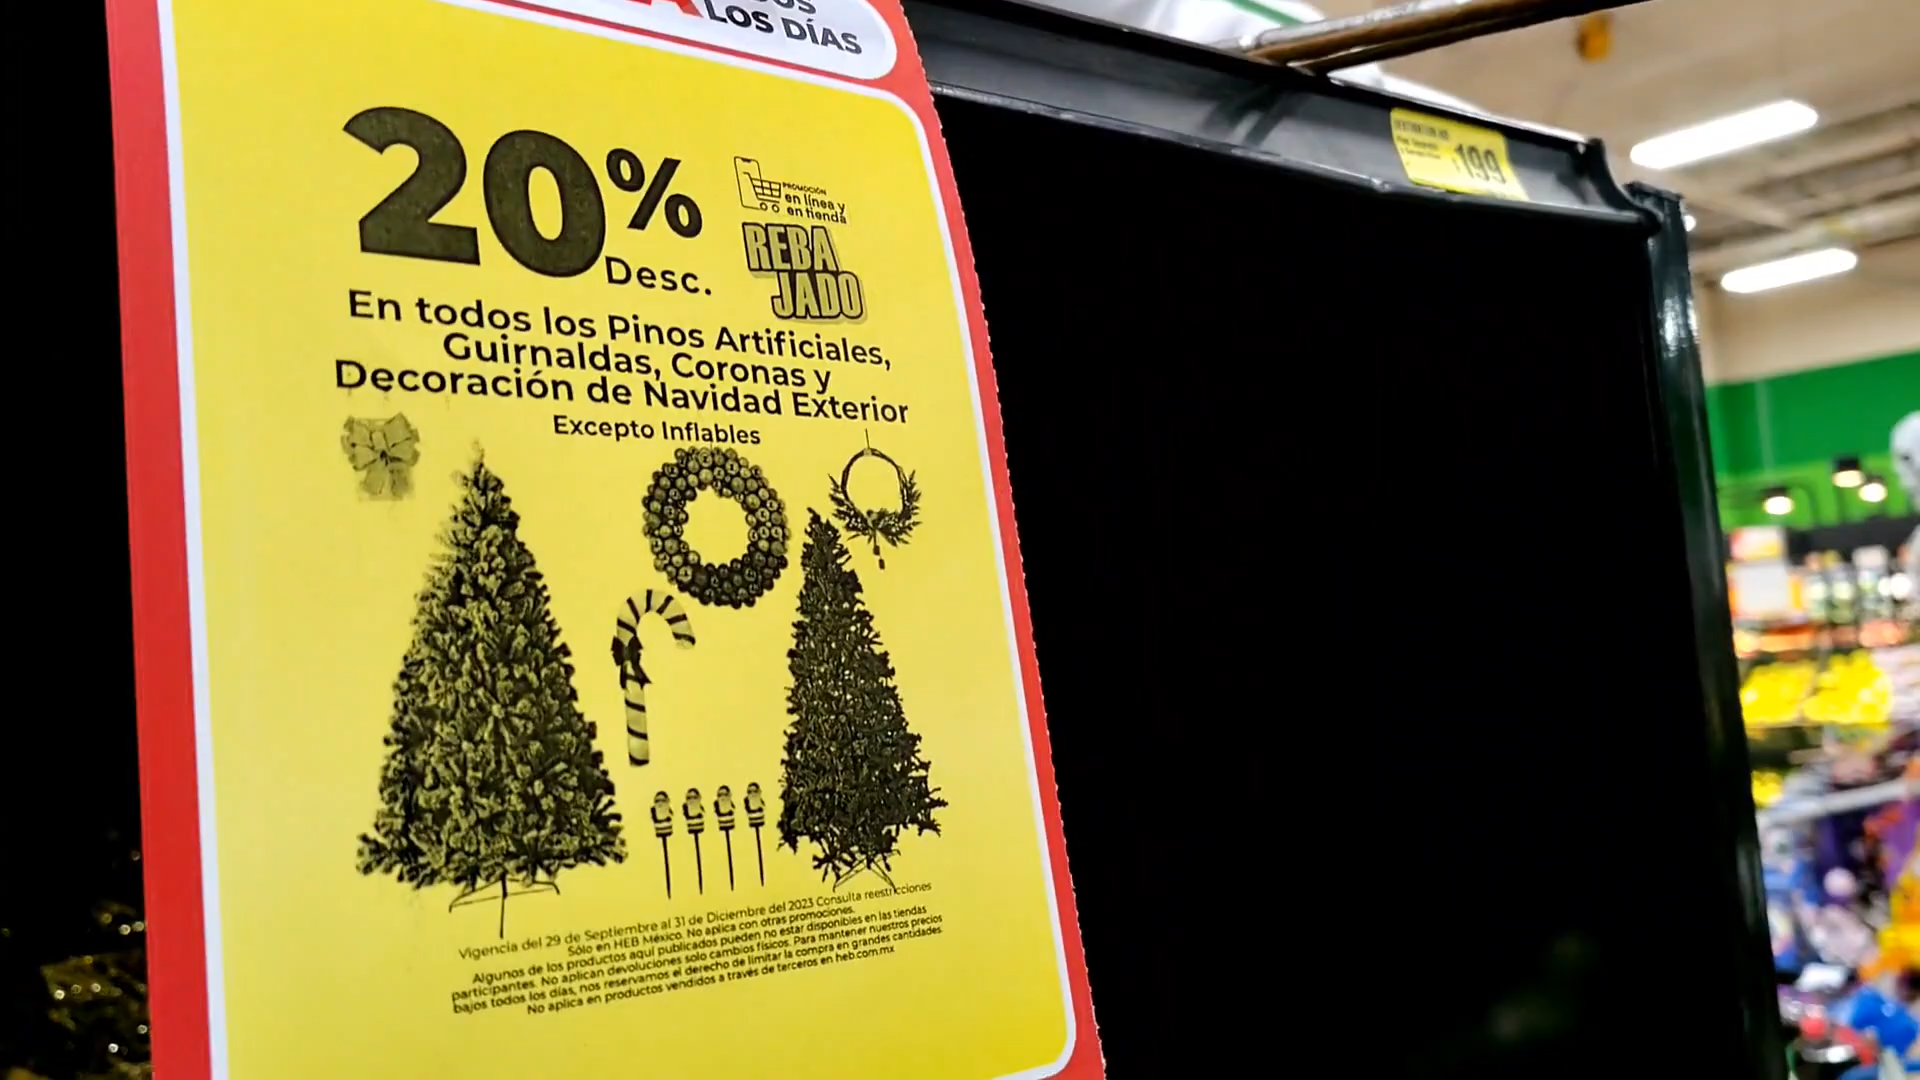 LOS DÍAS
20% Desc.
PROMOCIÓN
en línea y
en tienda
REBA
JADO
En todos los Pinos Artificiales,
Guirnaldas, Coronas y
Decoración de Navidad Exterior
Excepto Inflables
Vigencia del 29 de Septiembre al 31 de Diciembre del 2023 Consulta reestricciones
Sólo en HEB México. No aplica con otras promociones.
Algunos de los productos aquí publicados pueden no estar disponibles en las tiendas
participantes. No aplican devoluciones solo cambios físicos. Para mantener nuestros precios
bajos todos los días, nos reservamos el derecho de limitar la compra en grandes cantidades
No aplica en productos vendidos a través de terceros en heb.com.mx
$199